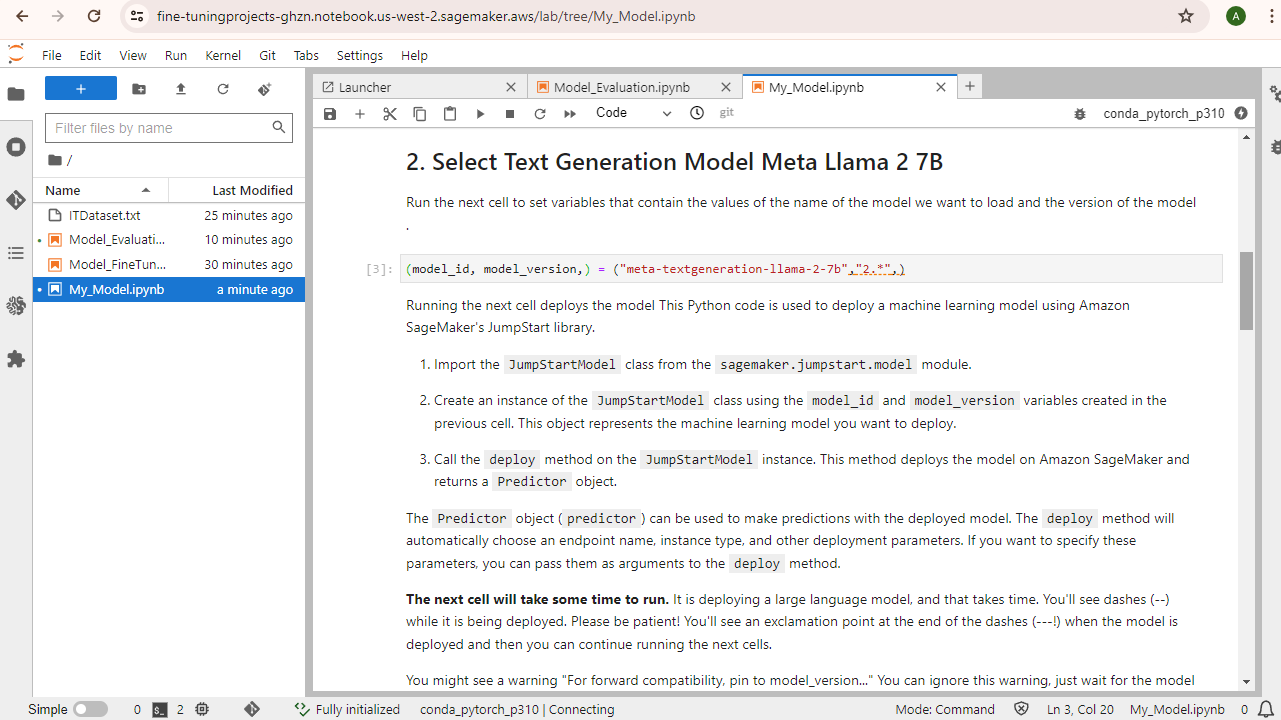 fine-tuningprojects-ghzn.notebook.us-west-2.sagemaker.aws/lab/tree/My_Model.ipynb
A
File Edit View Run Kernel Git Tabs Settings Help
+
Filter files by name
/
Name Last Modified
ITDataset.txt 25 minutes ago
Model_Evaluati... 10 minutes ago
Model_FineTun... 30 minutes ago
My_Model.ipynb a minute ago
Launcher Model_Evaluation.ipynb My_Model.ipynb
Code git conda_pytorch_p310
2. Select Text Generation Model Meta Llama 2 7B
Run the next cell to set variables that contain the values of the name of the model we want to load and the version of the model
.
[3]: (model_id, model_version,) = ("meta-textgeneration-llama-2-7b","2.*",)
Running the next cell deploys the model This Python code is used to deploy a machine learning model using Amazon
SageMaker's JumpStart library.
1. Import the JumpStartModel class from the sagemaker.jumpstart.model module.
2. Create an instance of the JumpStartModel class using the model_id and model_version variables created in the
previous cell. This object represents the machine learning model you want to deploy.
3. Call the deploy method on the JumpStartModel instance. This method deploys the model on Amazon SageMaker and
returns a Predictor object.
The Predictor object ( predictor ) can be used to make predictions with the deployed model. The deploy method will
automatically choose an endpoint name, instance type, and other deployment parameters. If you want to specify these
parameters, you can pass them as arguments to the deploy method.
The next cell will take some time to run. It is deploying a large language model, and that takes time. You'll see dashes (--)
while it is being deployed. Please be patient! You'll see an exclamation point at the end of the dashes (---!) when the model is
deployed and then you can continue running the next cells.
You might see a warning "For forward compatibility, pin to model_version..." You can ignore this warning, just wait for the model
Simple 0 $_ 2 Fully initialized conda_pytorch_p310 | Connecting Mode: Command Ln 3, Col 20 My_Model.ipynb 0